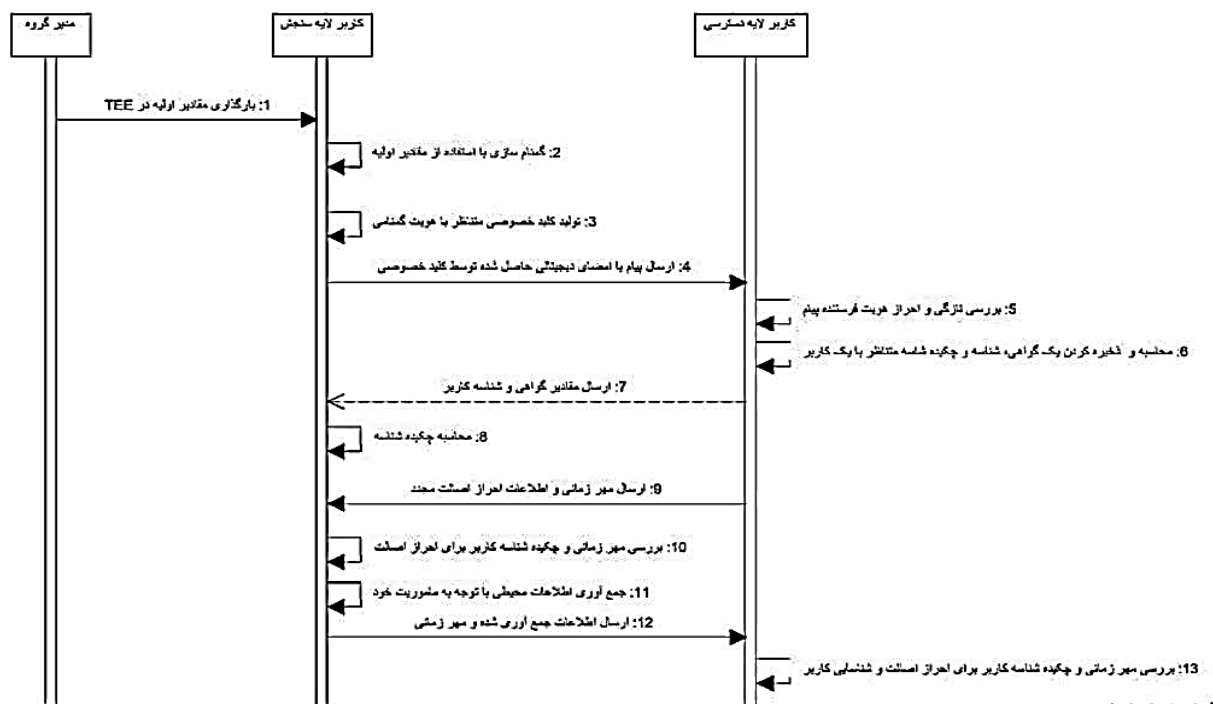 مدیر گروه
کاربر لایه سنجش
کاربر لایه دسترسی
1: بارگذاری مقادیر اولیه در TEE
2: گمنام سازی با استفاده از مقادیر اولیه
3: تولید کلید خصوصی متناظر با هویت گمنامی
4: ارسال پیام با امضای دیجیتالی حاصل شده توسط کلید خصوصی
5: بررسی تازگی و احراز هویت فرستنده پیام
6: محاسبه و ذخیره کردن یک گواهی، شناسه و چکیده شاسه متناظر با یک کاربر
7: ارسال مقادیر گواهی و شناسه کاربر
8: محاسبه چکیده شناسه
9: ارسال مهر زمانی و اطلاعات احراز اصالت مجدد
10: بررسی مهر زمانی و چکیده شناسه کاربر برای احراز اصالت
11: جمع آوری اطلاعات محیطی با توجه به ماموریت خود
12: ارسال اطلاعات جمع آوری شده و مهر زمانی
13: بررسی مهر زمانی و چکیده شناسه کاربر برای احراز اصالت و شناسایی کاربر